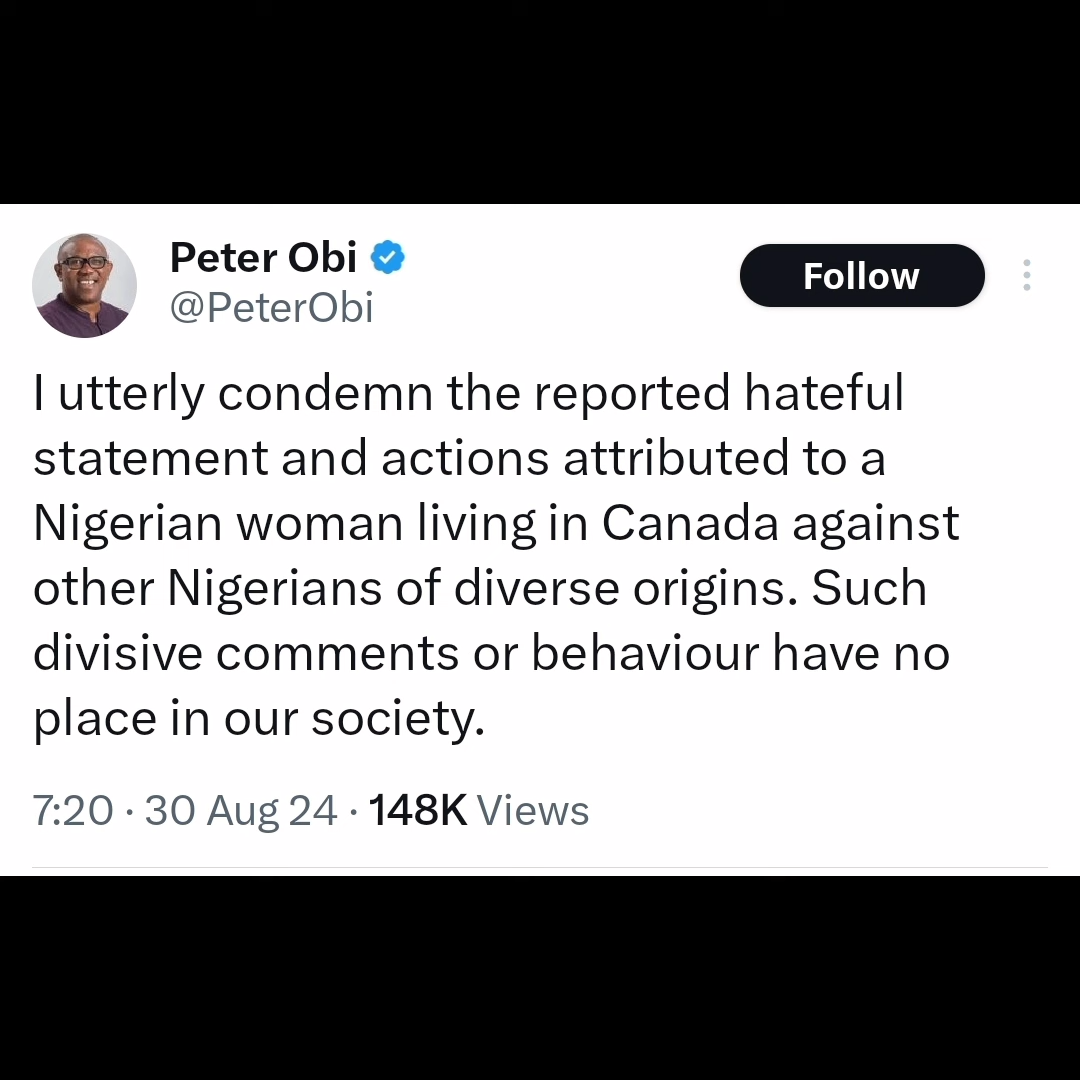 Peter Obi
@PeterObi
Follow
I utterly condemn the reported hateful
statement and actions attributed to a
Nigerian woman living in Canada against
other Nigerians of diverse origins. Such
divisive comments or behaviour have no
place in our society.
7:20 · 30 Aug 24 · 148K Views